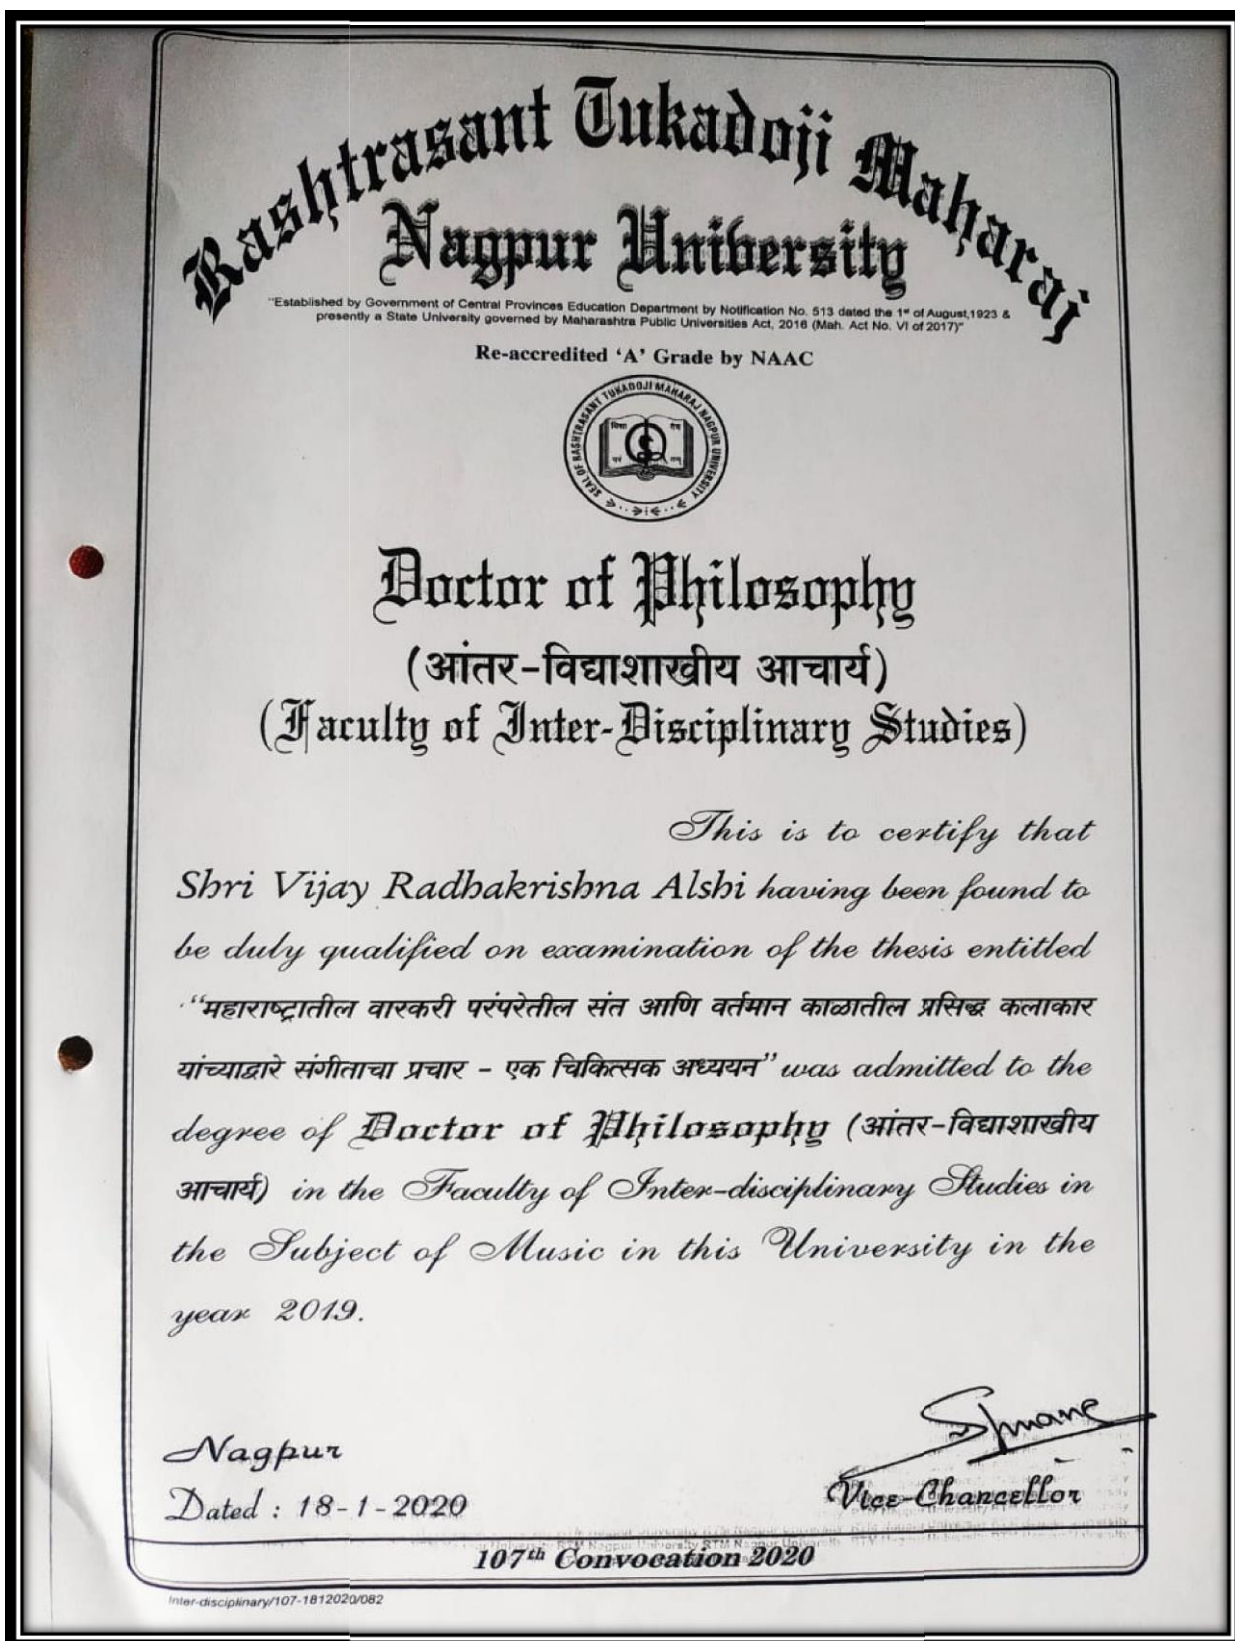 Rashtrasant Tukadoji Maharaj
Nagpur University
"Established by Government of Central Provinces Education Department by Notification No. 513 dated the 1st of August,1923 &
presently a State University governed by Maharashtra Public Universities Act, 2016 (Mah. Act No. VI of 2017)"
Re-accredited ‘A’ Grade by NAAC
SEAL OF RASHTRASANT TUKADOJI MAHARAJ NAGPUR UNIVERSITY
Doctor of Philosophy
(आंतर-विद्याशाखीय आचार्य)
(Faculty of Inter-Disciplinary Studies)
This is to certify that
Shri Vijay Radhakrishna Alshi having been found to
be duly qualified on examination of the thesis entitled
“महाराष्ट्रातील वारकरी परंपरेतील संत आणि वर्तमान काळातील प्रसिद्ध कलाकार
यांच्याद्वारे संगीताचा प्रचार - एक चिकित्सक अध्ययन” was admitted to the
degree of Doctor of Philosophy (आंतर-विद्याशाखीय
आचार्य) in the Faculty of Inter-disciplinary Studies in
the Subject of Music in this University in the
year 2019.
Nagpur
Vice-Chancellor
Dated : 18-1-2020
107th Convocation 2020
Inter-disciplinary/107-1812020/082